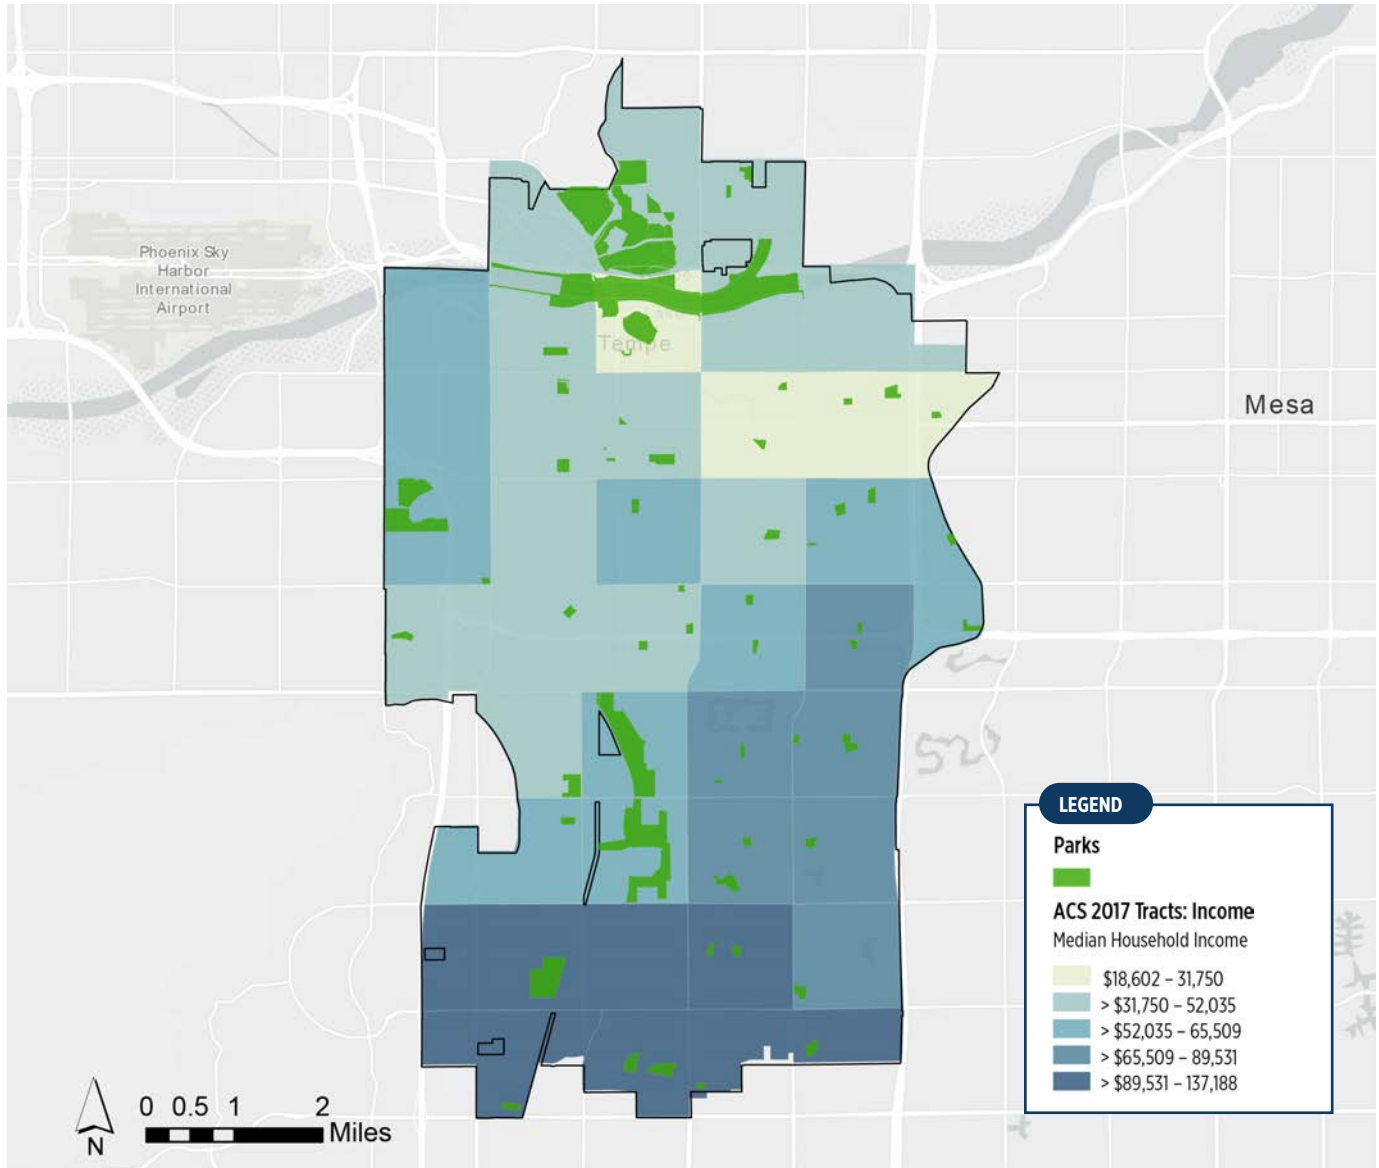 Phoenix Sky
Harbor
International
Airport
Tempe
Mesa
LEGEND
Parks
ACS 2017 Tracts: Income
Median Household Income
$18,602 – 31,750
> $31,750 – 52,035
> $52,035 – 65,509
> $65,509 – 89,531
> $89,531 – 137,188
0 0.5 1 2
Miles
N